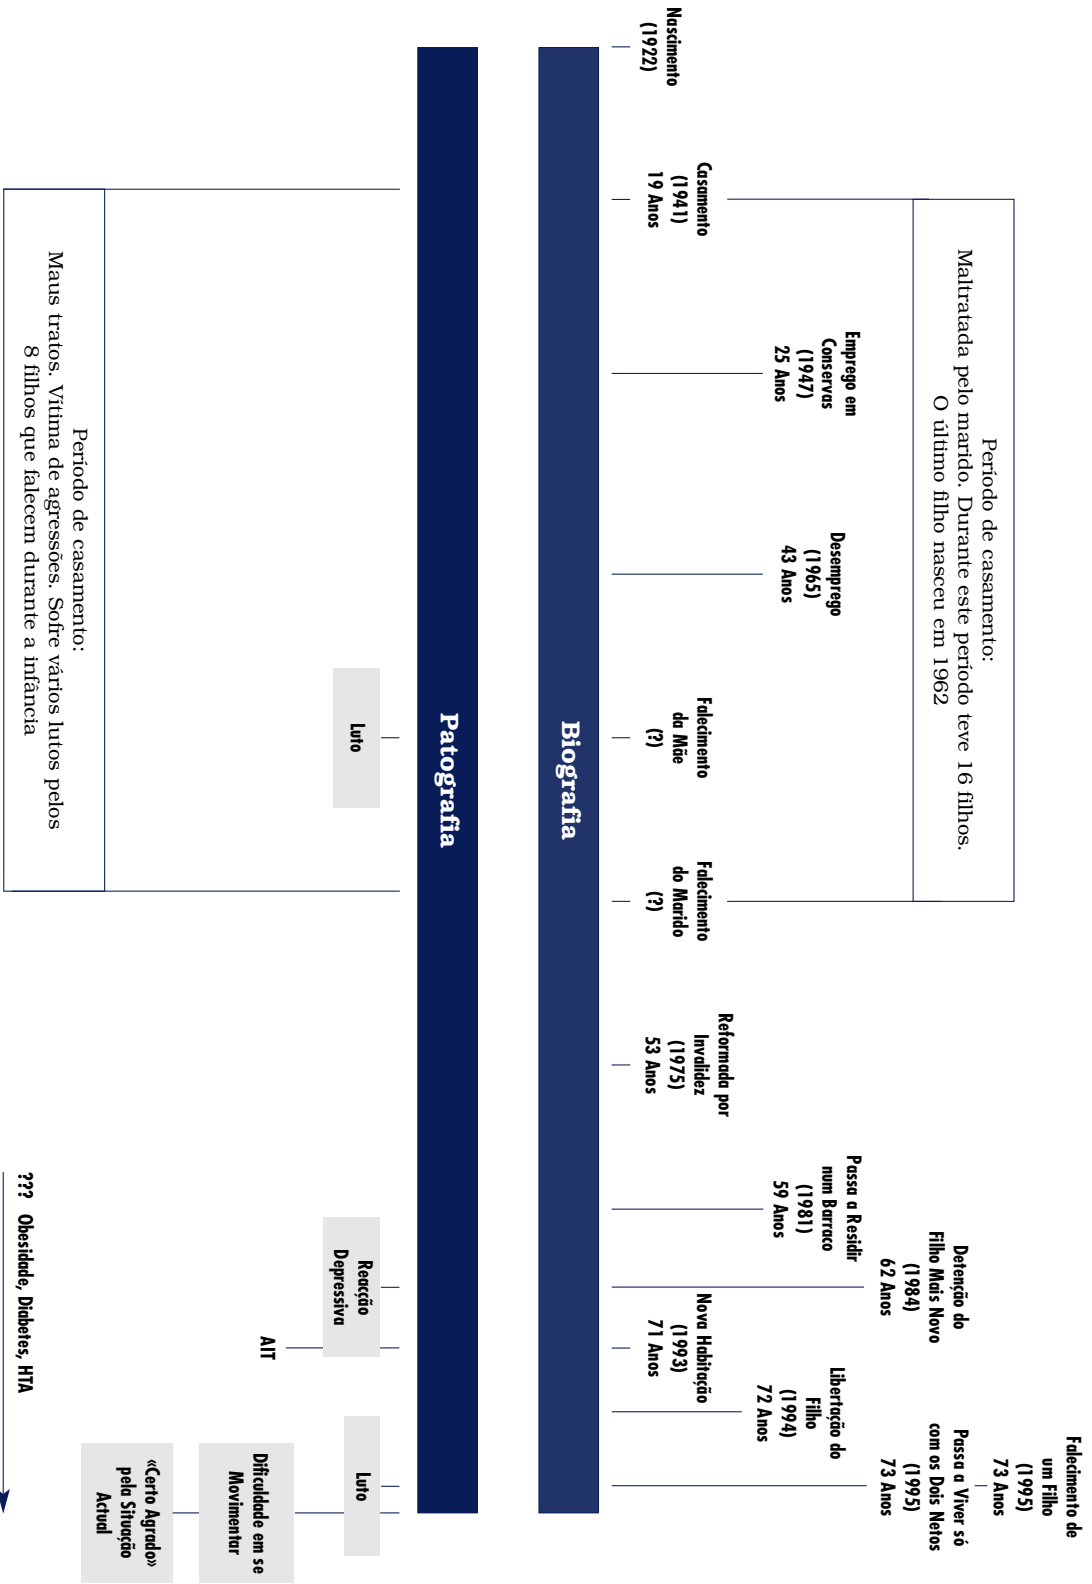 Período de casamento:
Maltratada pelo marido. Durante este período teve 16 filhos.
O último filho nasceu em 1962
Nascimento
(1922)
Casamento
(1941)
19 Anos
Emprego em
Conservas
(1947)
25 Anos
Desemprego
(1965)
43 Anos
Falecimento
da Mãe
(?)
Falecimento
do Marido
(?)
Reformada por
Invalidez
(1975)
53 Anos
Passa a Residir
num Barraco
(1981)
59 Anos
Detenção do
Filho Mais Novo
(1984)
62 Anos
Nova Habitação
(1993)
71 Anos
Libertação do
Filho
(1994)
72 Anos
Falecimento de
um Filho
(1995)
73 Anos
Passa a Viver só
com os Dois Netos
(1995)
73 Anos
Biografia
Patografia
Luto
Reacção
Depressiva
AIT
Luto
Dificuldade em se
Movimentar
«Certo Agrado»
pela Situação
Actual
Período de casamento:
Maus tratos. Vítima de agressões. Sofre vários lutos pelos
8 filhos que falecem durante a infância
??? Obesidade, Diabetes, HTA